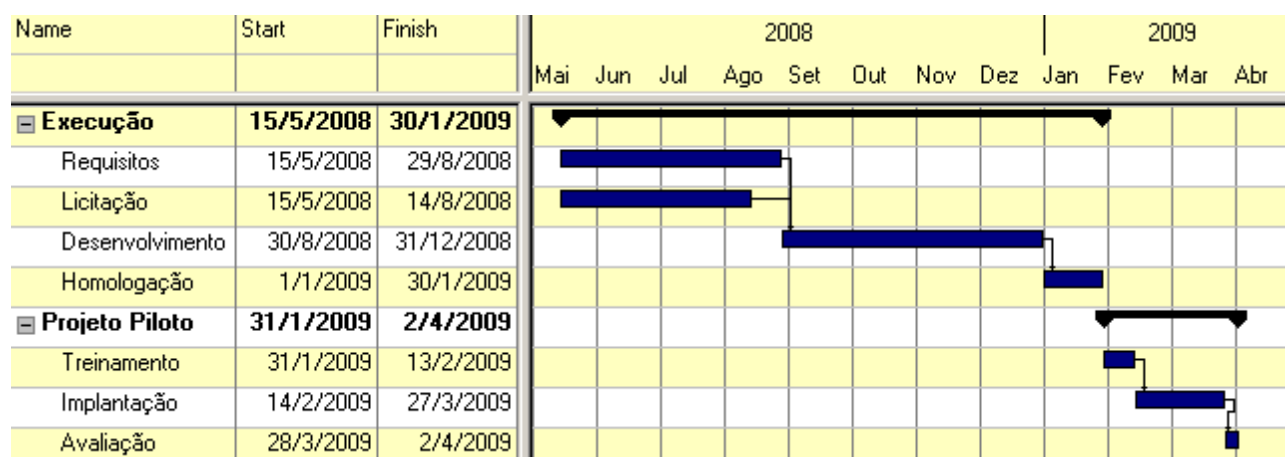 Name Start Finish 2008 2009
Mai Jun Jul Ago Set Out Nov Dez Jan Fev Mar Abr
Execução 15/5/2008 30/1/2009
Requisitos 15/5/2008 29/8/2008
Licitação 15/5/2008 14/8/2008
Desenvolvimento 30/8/2008 31/12/2008
Homologação 1/1/2009 30/1/2009
Projeto Piloto 31/1/2009 2/4/2009
Treinamento 31/1/2009 13/2/2009
Implantação 14/2/2009 27/3/2009
Avaliação 28/3/2009 2/4/2009